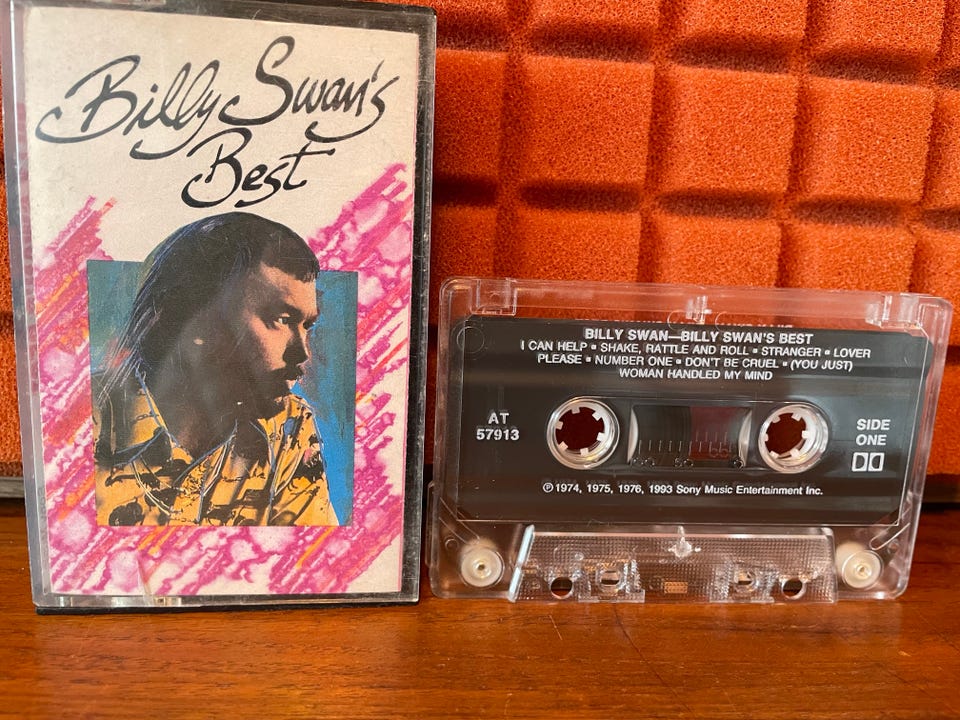 Billy Swan's
Best
BILLY SWAN—BILLY SWAN'S BEST
I CAN HELP ▪ SHAKE, RATTLE AND ROLL ▪ STRANGER ▪ LOVER
PLEASE ▪ NUMBER ONE ▪ DON'T BE CRUEL ▪ (YOU JUST)
WOMAN HANDLED MY MIND
AT
57913
SIDE
ONE
50
℗ 1974, 1975, 1976, 1993 Sony Music Entertainment Inc.